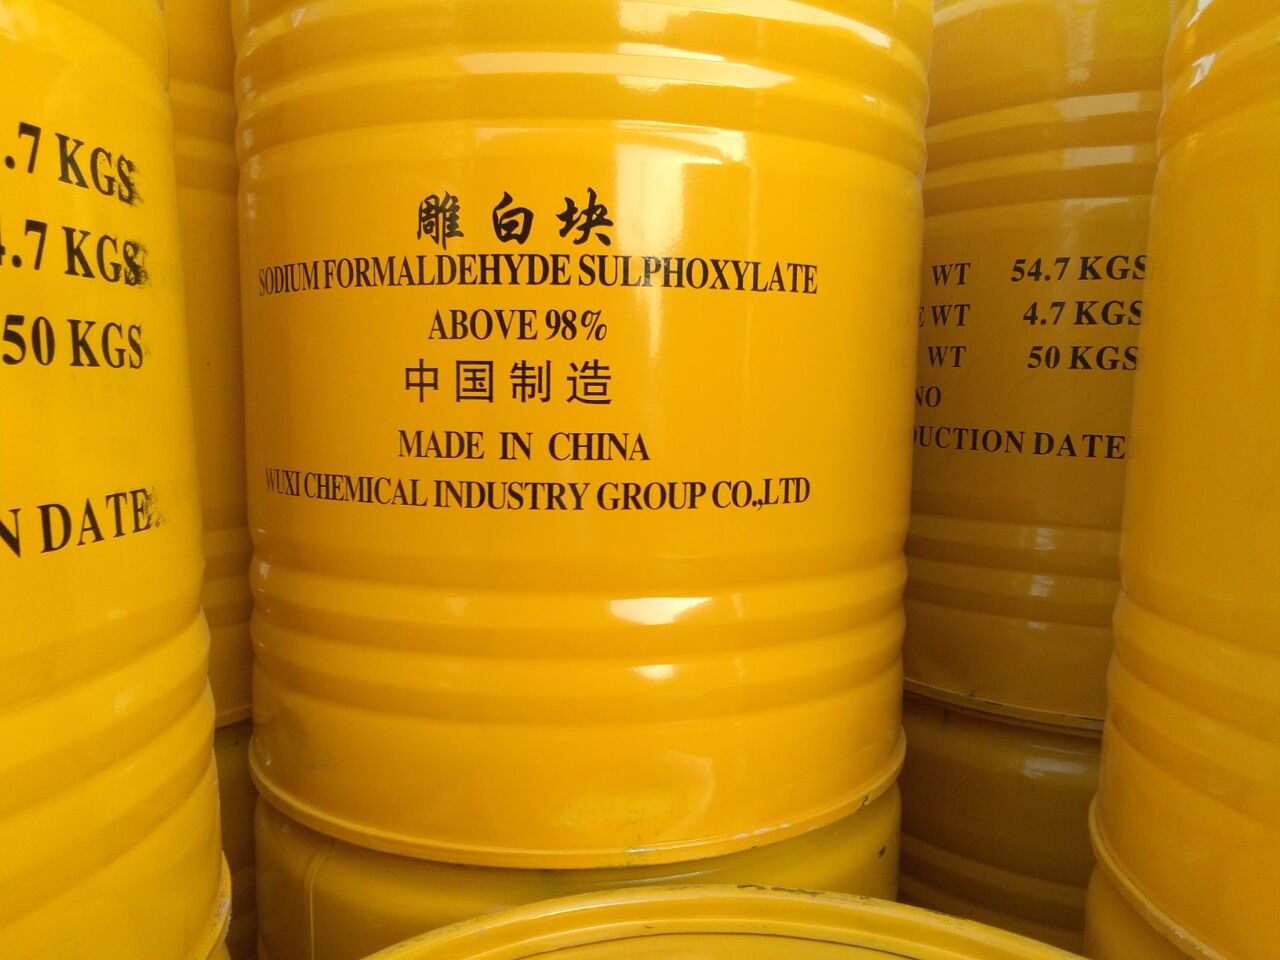 .7 KGS
.7 KGS
50 KGS
N DATE
雕白块
SODIUM FORMALDEHYDE SULPHOXYLATE
ABOVE 98%
中国制造
MADE IN CHINA
WUXI CHEMICAL INDUSTRY GROUP CO.,LTD
WT 54.7 KGS
E WT 4.7 KGS
WT 50 KGS
NO
DUCTION DATE